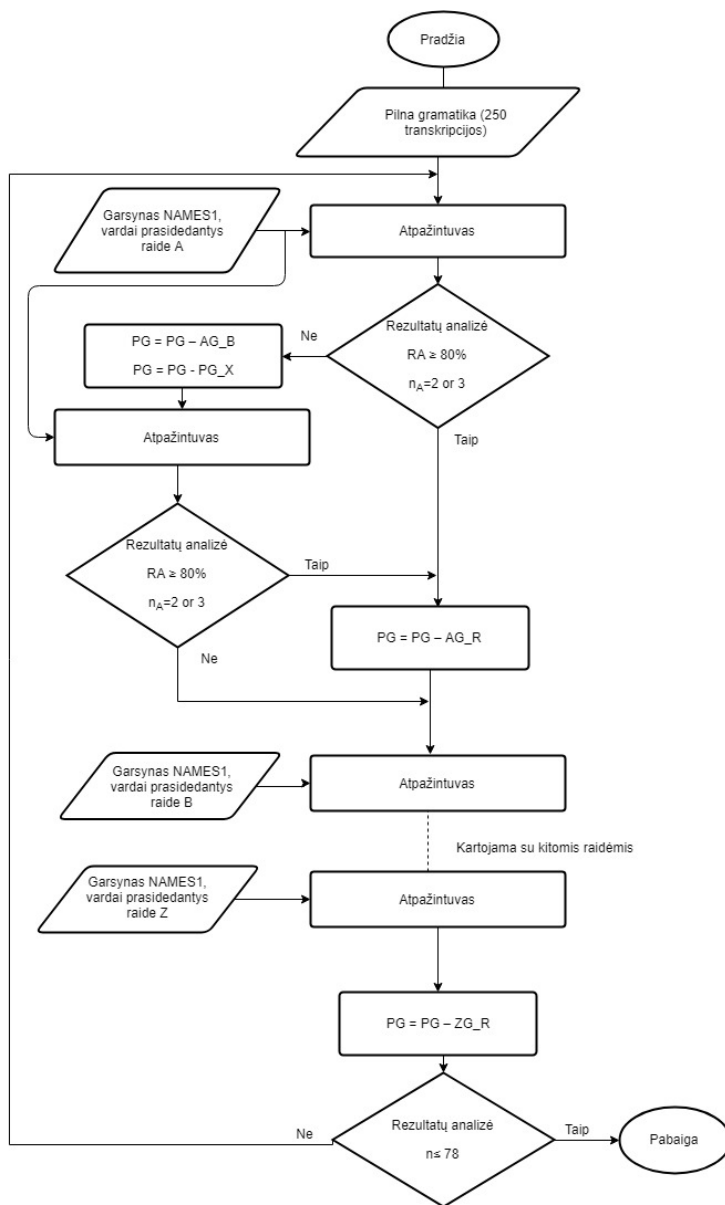 Pradžia
Pilna gramatika (250
transkripcijos)
Garsynas NAMES1,
vardai prasidedantys
raide A
Atpažintuvas
Rezultatų analizė
RA ≥ 80%
n_A=2 or 3
Ne
Taip
PG = PG – AG_B
PG = PG - PG_X
Atpažintuvas
Rezultatų analizė
RA ≥ 80%
n_A=2 or 3
Taip
Ne
PG = PG – AG_R
Garsynas NAMES1,
vardai prasidedantys
raide B
Atpažintuvas
Kartojama su kitomis raidėmis
Garsynas NAMES1,
vardai prasidedantys
raide Z
Atpažintuvas
PG = PG – ZG_R
Rezultatų analizė
n≤ 78
Ne
Taip
Pabaiga